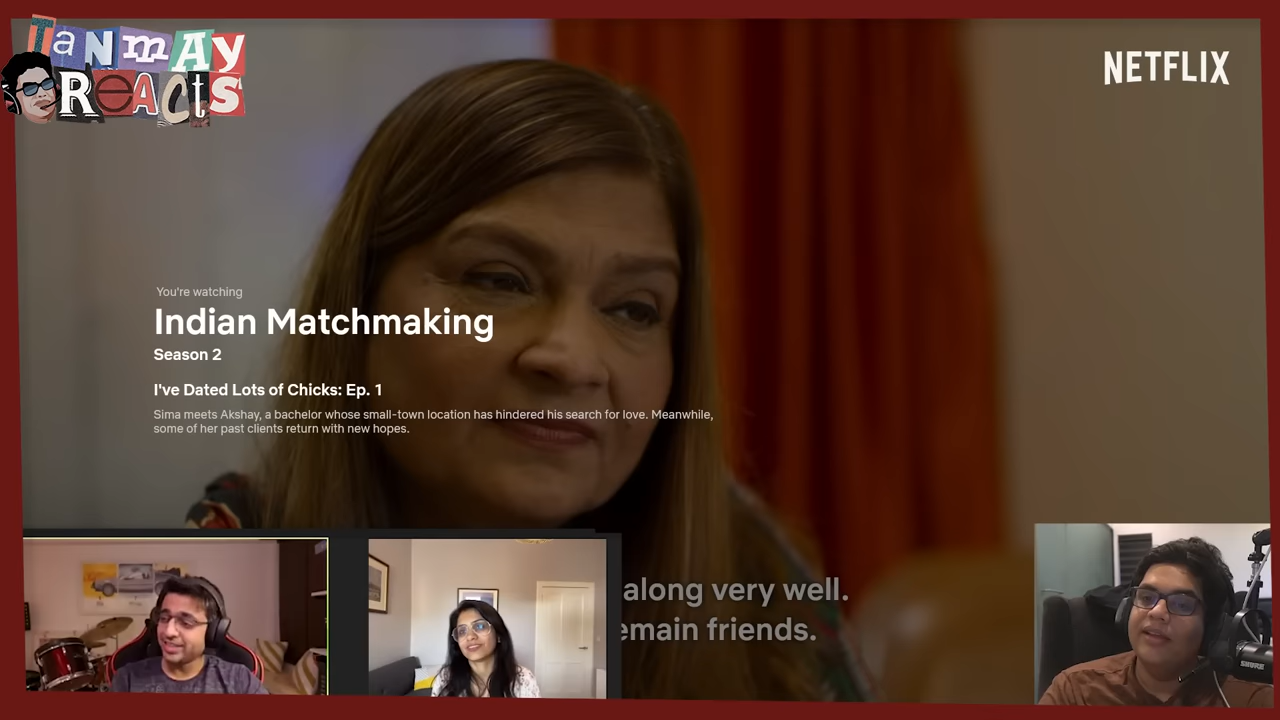 TaNmAy
ReACtS
NETFLIX
You're watching
Indian Matchmaking
Season 2
I've Dated Lots of Chicks: Ep. 1
Sima meets Akshay, a bachelor whose small-town location has hindered his search for love. Meanwhile,
some of her past clients return with new hopes.
along very well.
friends.
SHURE